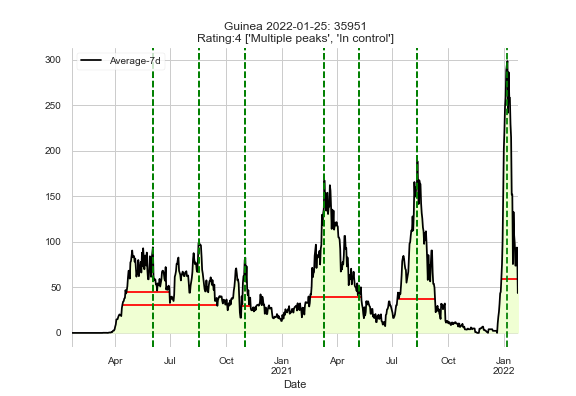 Guinea 2022-01-25: 35951
Rating:4 ['Multiple peaks', 'In control']
Average-7d
300
250
200
150
100
50
0
Apr Jul Oct Jan Apr Jul Oct Jan
2021 2022
Date